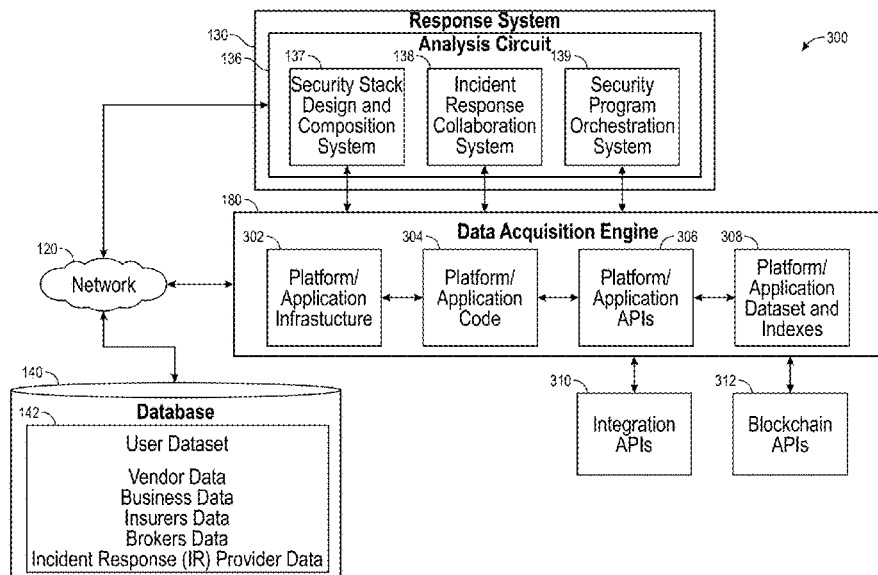 Response System
130
Analysis Circuit
136
300
137
Security Stack
Design and
Composition
System
138
Incident
Response
Collaboration
System
139
Security
Program
Orchestration
System
180
Data Acquisition Engine
302
Platform/
Application
Infrastucture
304
Platform/
Application
Code
306
Platform/
Application
APIs
308
Platform/
Application
Dataset and
Indexes
120
Network
310
Integration
APIs
312
Blockchain
APIs
140
Database
142
User Dataset
Vendor Data
Business Data
Insurers Data
Brokers Data
Incident Response (IR) Provider Data